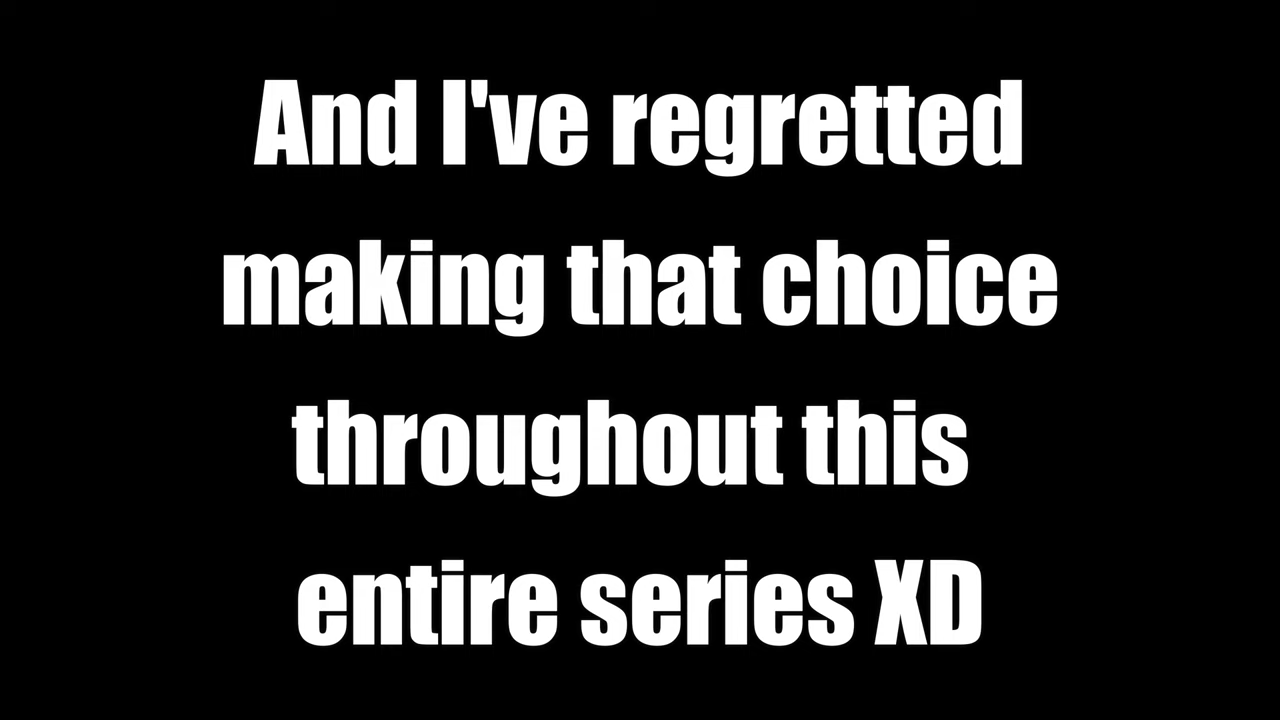 And I've regretted
making that choice
throughout this
entire series XD